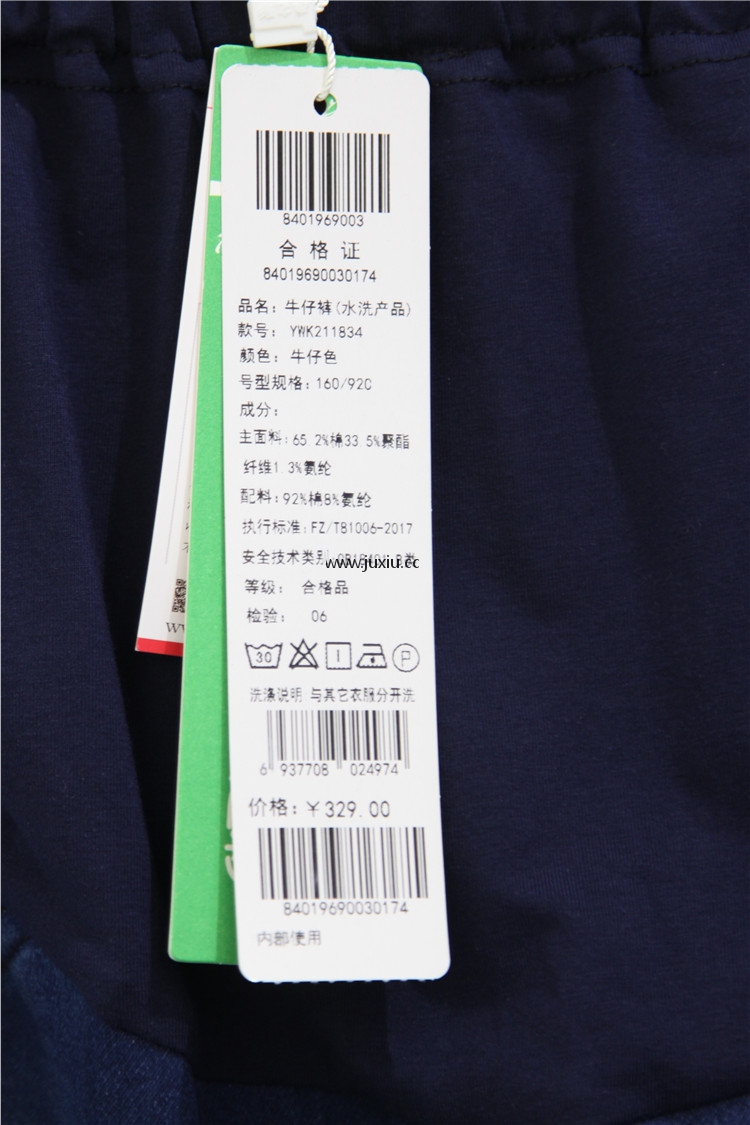 8401969003
合格证
84019690030174
品名：牛仔裤(水洗产品)
款号：YWK211834
颜色：牛仔色
号型规格：160/92C
成分：
主面料：65.2%棉33.5%聚酯
纤维1.3%氨纶
配料：92%棉8%氨纶
执行标准：FZ/T81006-2017
安全技术类别：
www.juxiu.cc
等级：合格品
检验：06
30
P
洗涤说明：与其它衣服分开洗
6 937708 024974
价格：￥329.00
84019690030174
内部使用